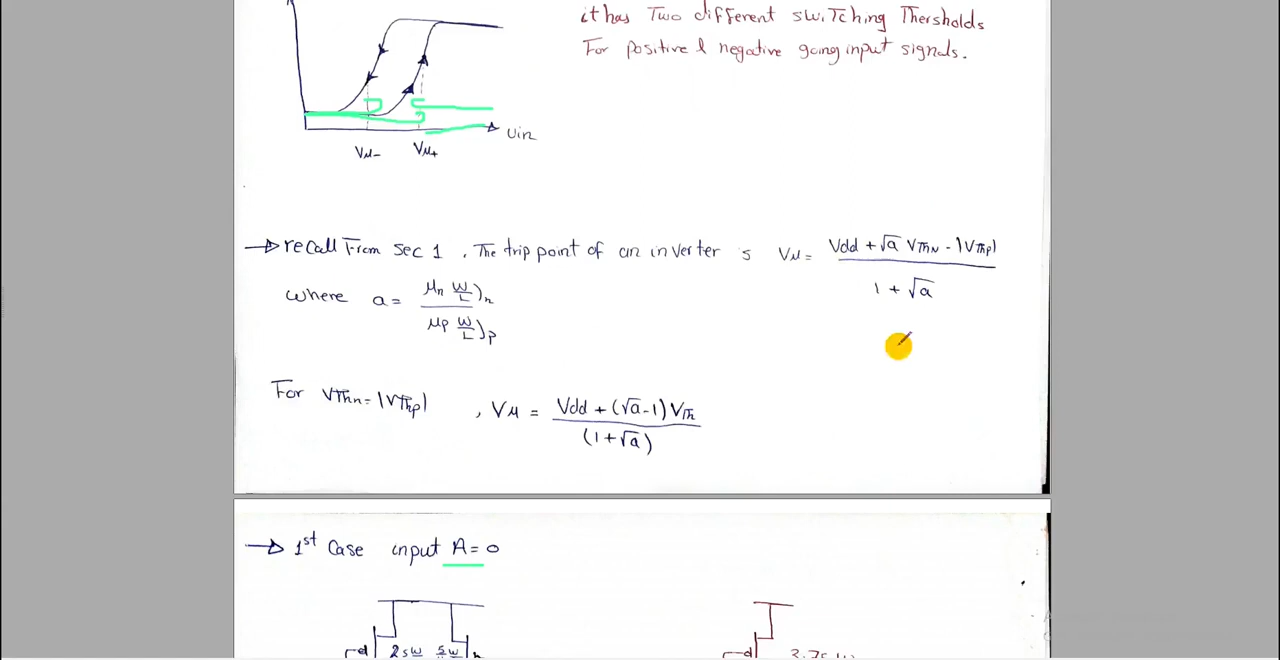 it has Two different switching Thersholds
For positive & negative going input signals.
Vin
VM- VM+
recall From Sec 1 , The trip point of an inverter is VM = Vdd + √a VThN - |VThp| / 1 + √a
where a = μn W/L)n / μp W/L)p
For VThn = |VThp| , VM = Vdd + (√a - 1) VTh / (1 + √a)
1st Case input A = 0